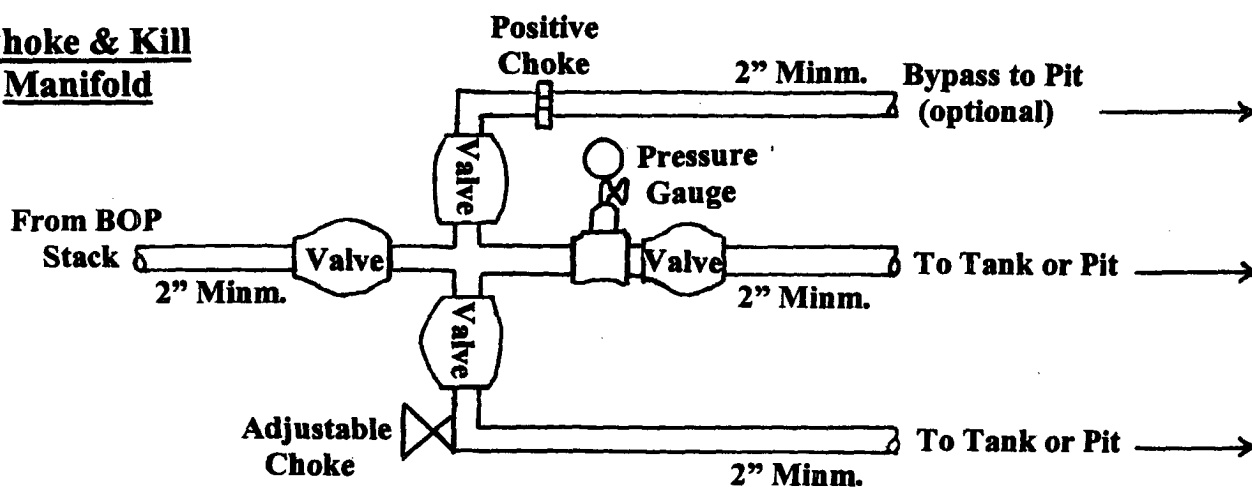 hoke & Kill
Manifold
Positive
Choke
2” Minm.
Bypass to Pit
(optional)
Valve
Pressure
Gauge
From BOP
Stack
Valve
Valve
To Tank or Pit
2” Minm.
2” Minm.
Valve
Adjustable
Choke
To Tank or Pit
2” Minm.